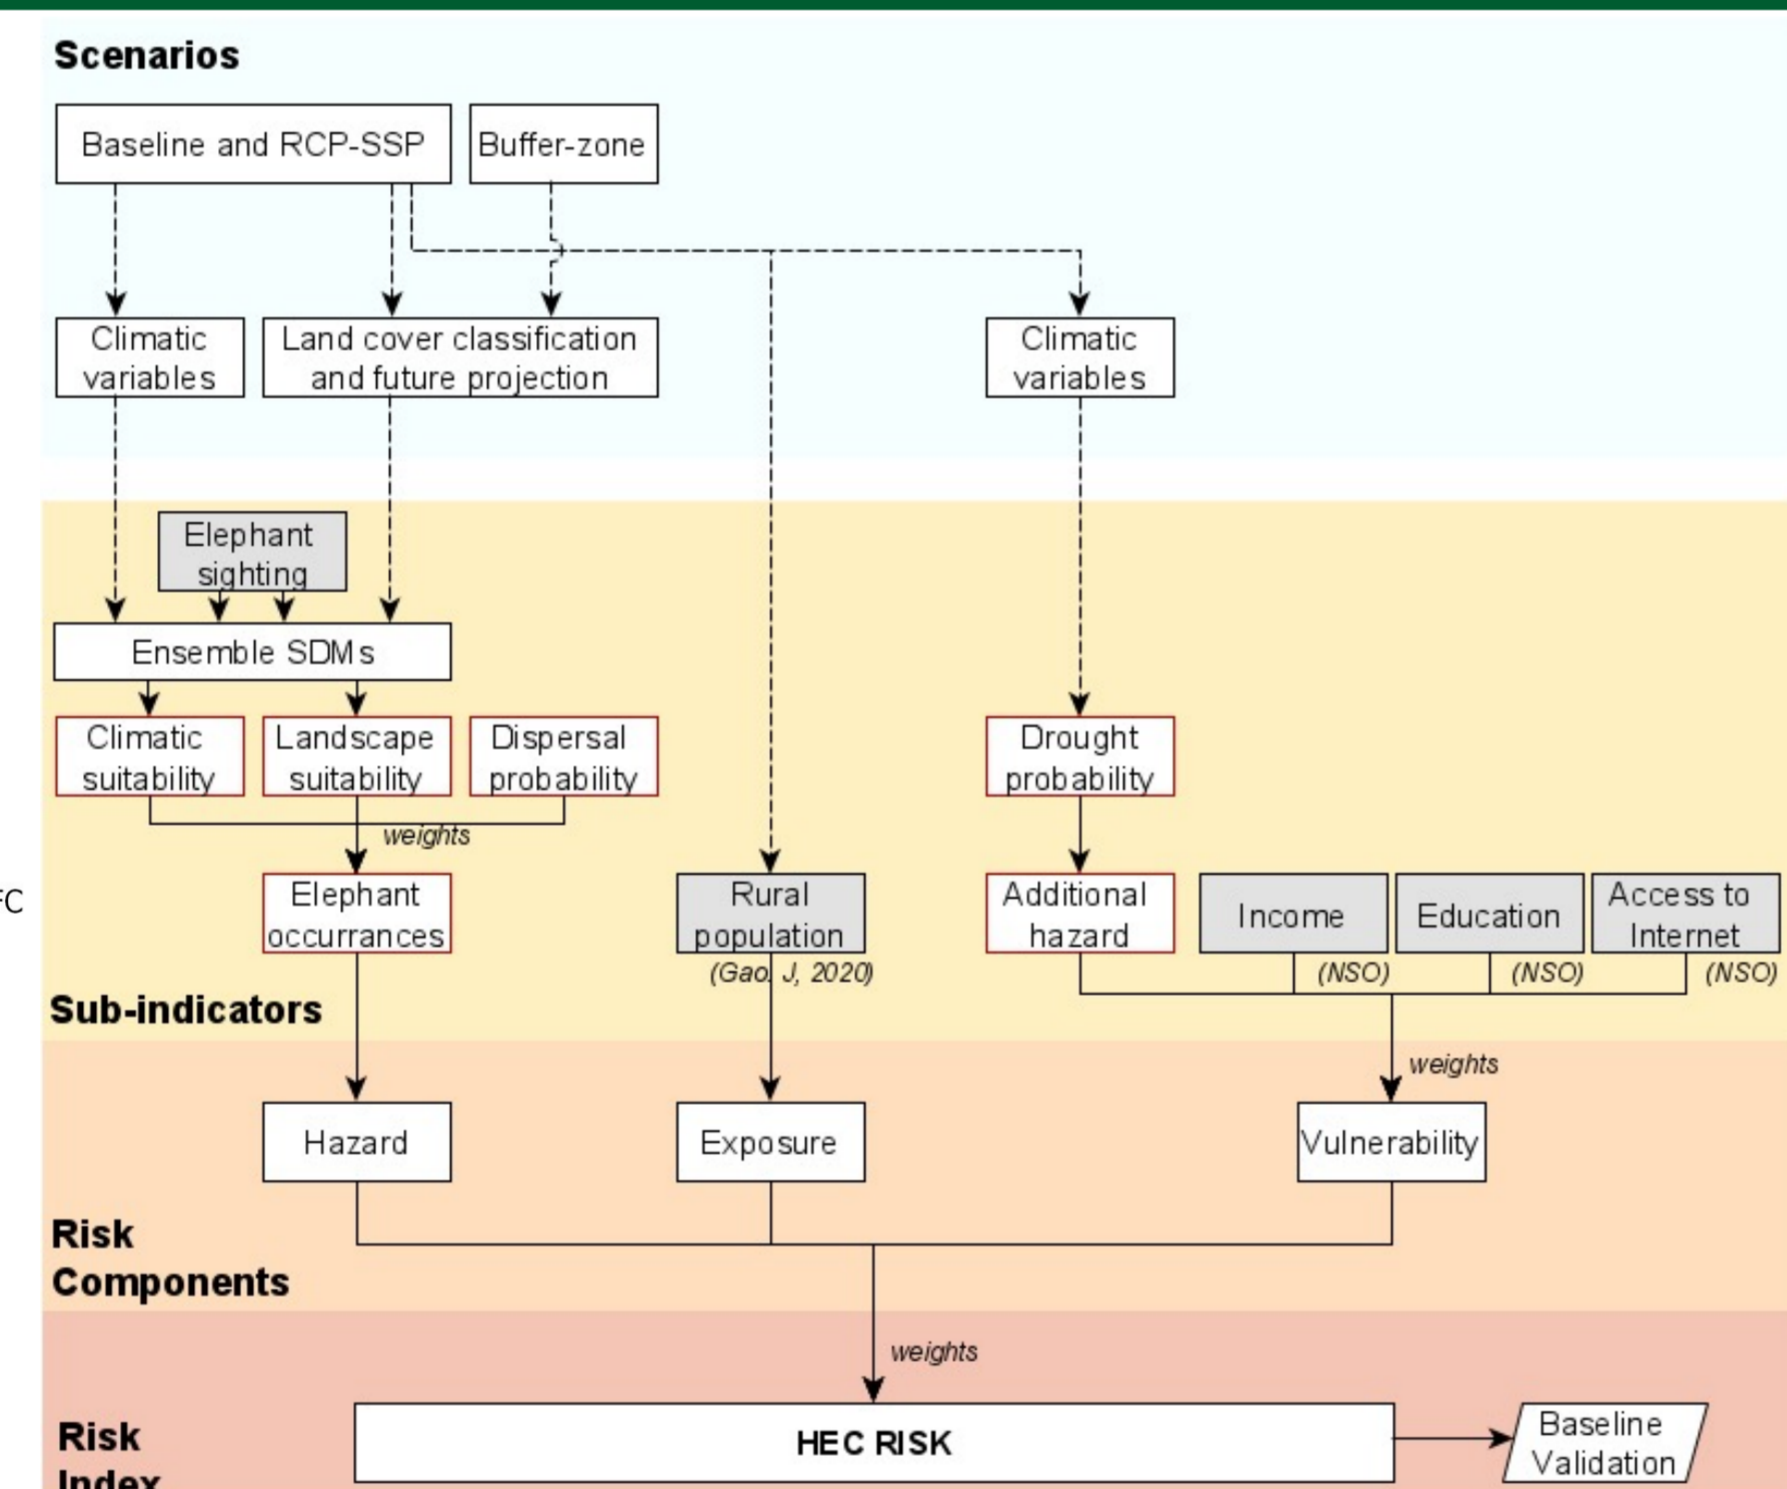 Scenarios
Baseline and RCP-SSP
Buffer-zone
Climatic
variables
Land cover classification
and future projection
Climatic
variables
Elephant
sighting
Ensemble SDMs
Climatic
suitability
Landscape
suitability
Dispersal
probability
Drought
probability
weights
FC
Elephant
occurrances
Rural
population
(Gao. J, 2020)
Additional
hazard
Income
(NSO)
Education
(NSO)
Access to
Internet
(NSO)
Sub-indicators
weights
Hazard
Exposure
Vulnerability
Risk
Components
weights
Risk
Index
HEC RISK
Baseline
Validation